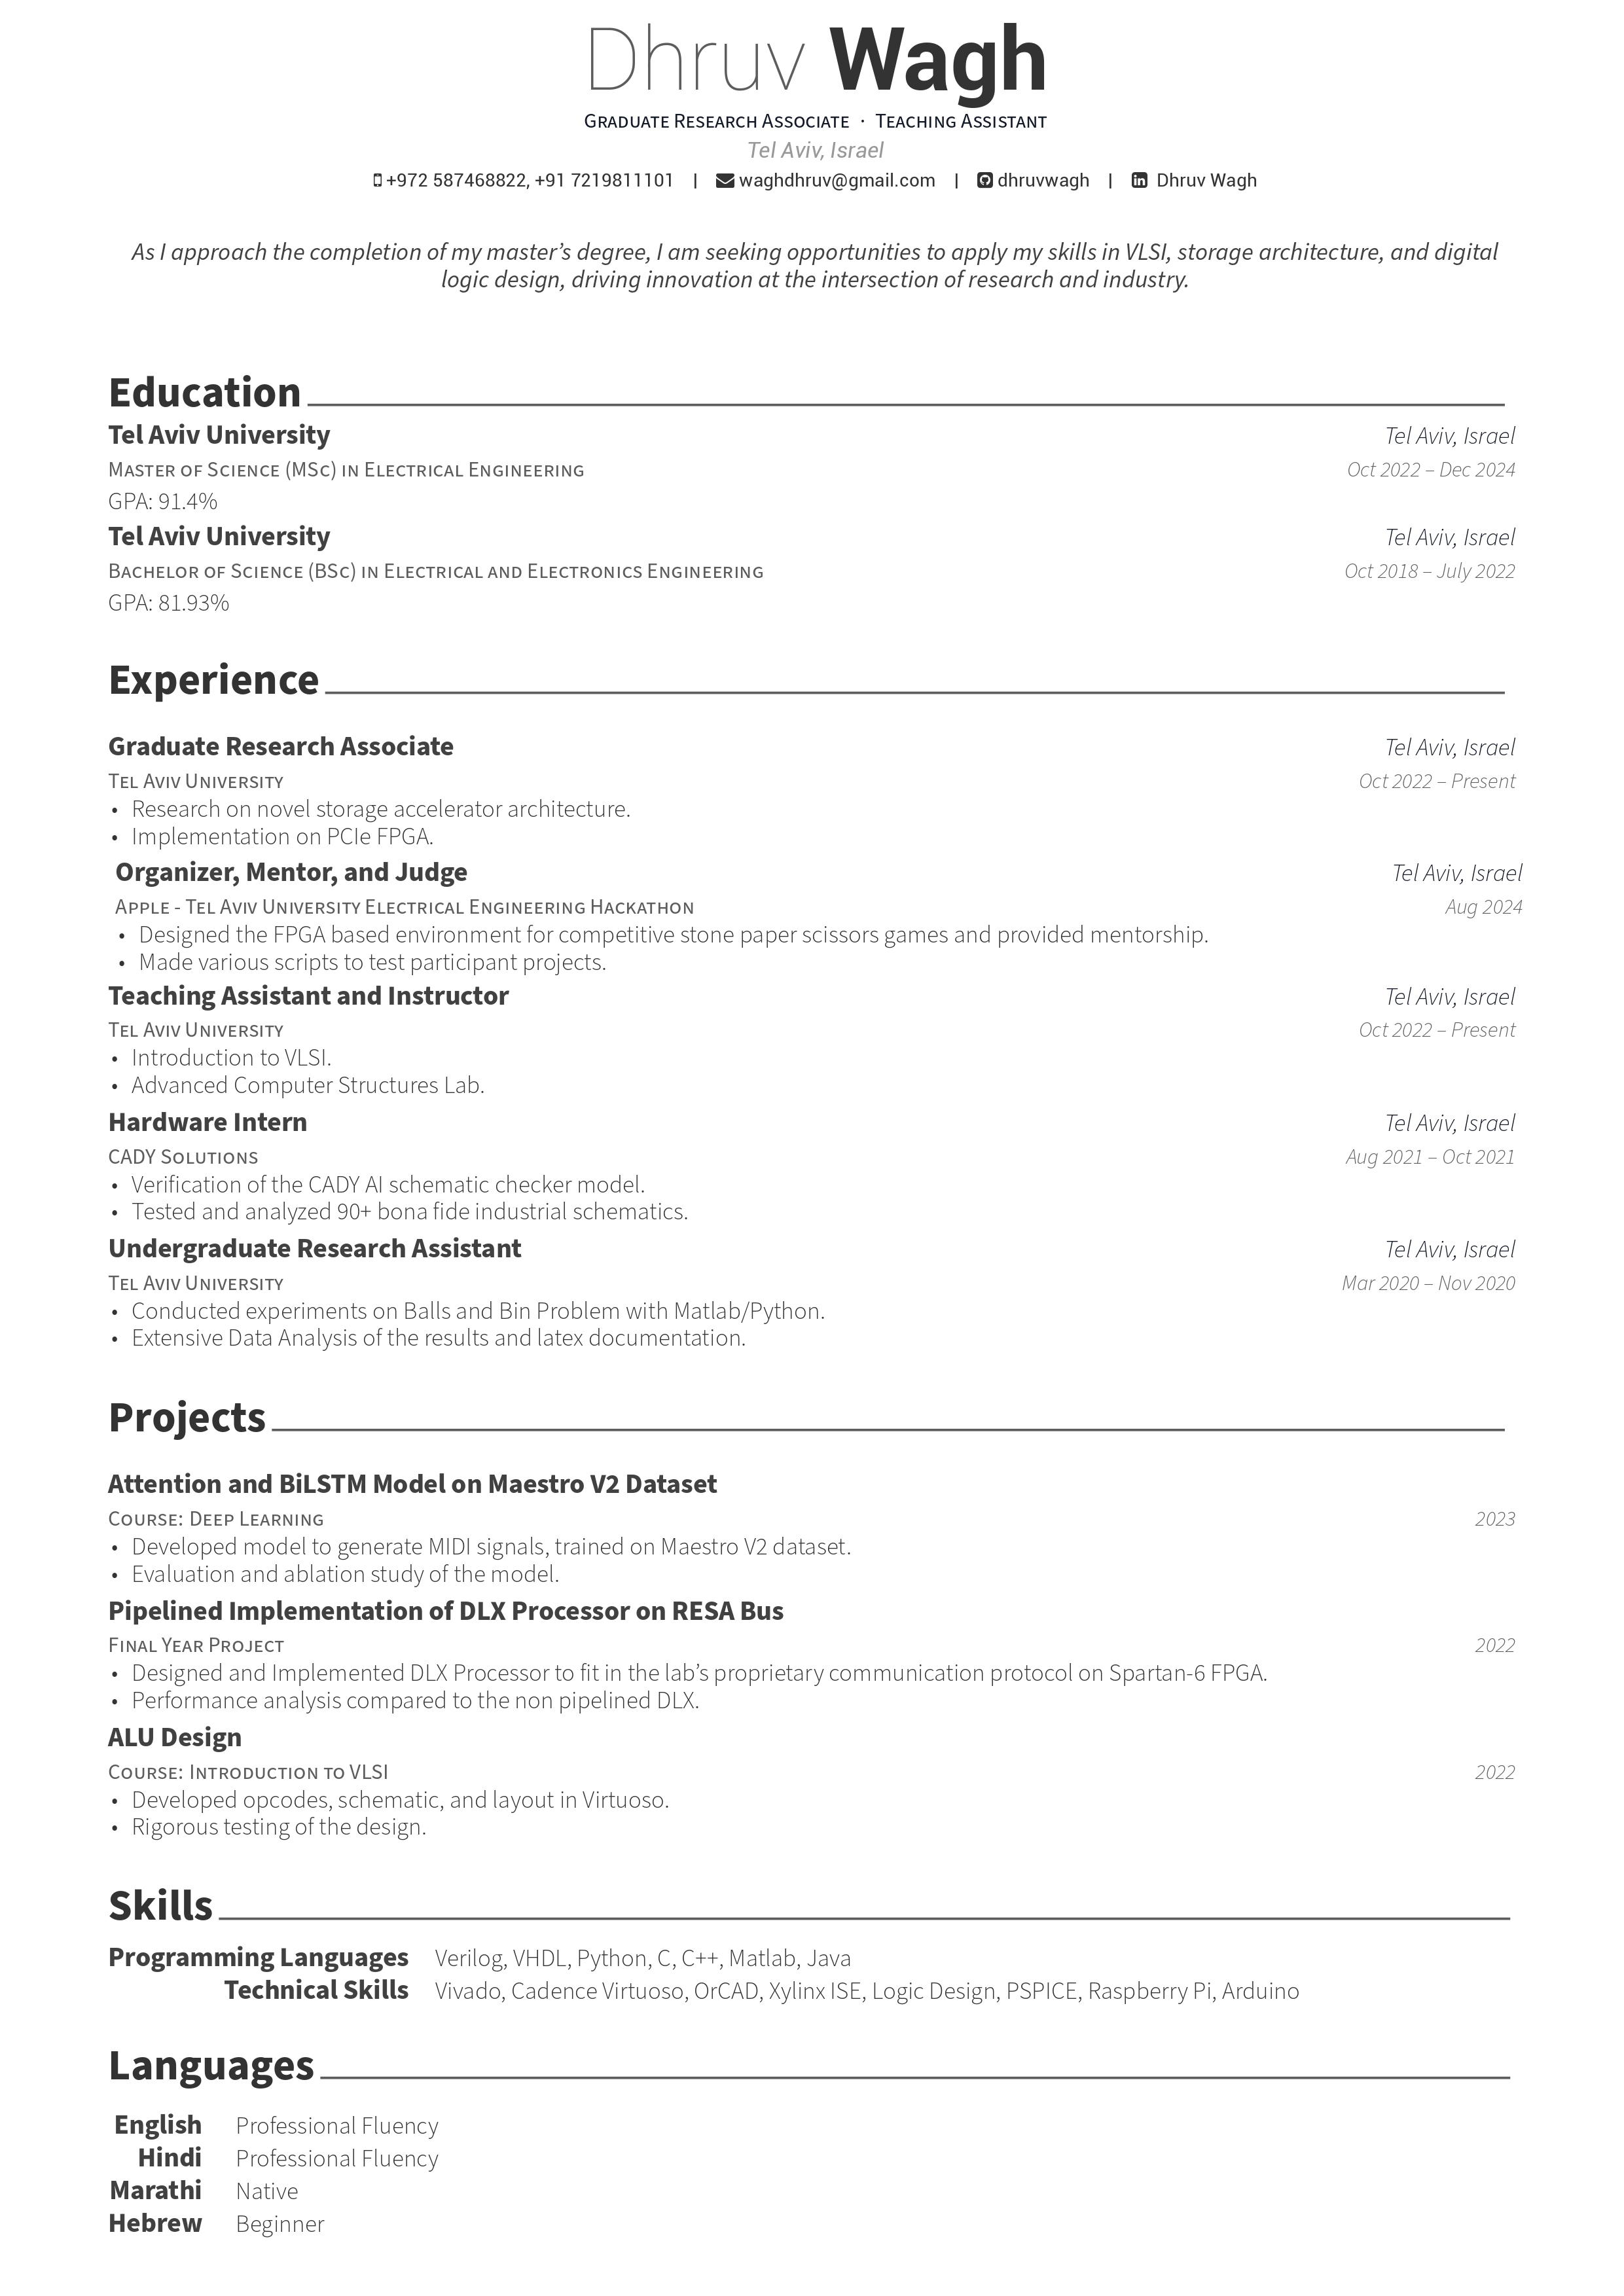 Dhruv Wagh
Graduate Research Associate · Teaching Assistant
Tel Aviv, Israel
+972 587468822, +91 7219811101 | waghdhruv@gmail.com | dhruvwagh | Dhruv Wagh
As I approach the completion of my master’s degree, I am seeking opportunities to apply my skills in VLSI, storage architecture, and digital
logic design, driving innovation at the intersection of research and industry.
Education
Tel Aviv University Tel Aviv, Israel
Master of Science (MSc) in Electrical Engineering Oct 2022 – Dec 2024
GPA: 91.4%
Tel Aviv University Tel Aviv, Israel
Bachelor of Science (BSc) in Electrical and Electronics Engineering Oct 2018 – July 2022
GPA: 81.93%
Experience
Graduate Research Associate Tel Aviv, Israel
Tel Aviv University Oct 2022 – Present
• Research on novel storage accelerator architecture.
• Implementation on PCIe FPGA.
Organizer, Mentor, and Judge Tel Aviv, Israel
Apple - Tel Aviv University Electrical Engineering Hackathon Aug 2024
• Designed the FPGA based environment for competitive stone paper scissors games and provided mentorship.
• Made various scripts to test participant projects.
Teaching Assistant and Instructor Tel Aviv, Israel
Tel Aviv University Oct 2022 – Present
• Introduction to VLSI.
• Advanced Computer Structures Lab.
Hardware Intern Tel Aviv, Israel
CADY Solutions Aug 2021 – Oct 2021
• Verification of the CADY AI schematic checker model.
• Tested and analyzed 90+ bona fide industrial schematics.
Undergraduate Research Assistant Tel Aviv, Israel
Tel Aviv University Mar 2020 – Nov 2020
• Conducted experiments on Balls and Bin Problem with Matlab/Python.
• Extensive Data Analysis of the results and latex documentation.
Projects
Attention and BiLSTM Model on Maestro V2 Dataset
Course: Deep Learning 2023
• Developed model to generate MIDI signals, trained on Maestro V2 dataset.
• Evaluation and ablation study of the model.
Pipelined Implementation of DLX Processor on RESA Bus
Final Year Project 2022
• Designed and Implemented DLX Processor to fit in the lab’s proprietary communication protocol on Spartan-6 FPGA.
• Performance analysis compared to the non pipelined DLX.
ALU Design
Course: Introduction to VLSI 2022
• Developed opcodes, schematic, and layout in Virtuoso.
• Rigorous testing of the design.
Skills
Programming Languages Verilog, VHDL, Python, C, C++, Matlab, Java
Technical Skills Vivado, Cadence Virtuoso, OrCAD, Xylinx ISE, Logic Design, PSPICE, Raspberry Pi, Arduino
Languages
English Professional Fluency
Hindi Professional Fluency
Marathi Native
Hebrew Beginner